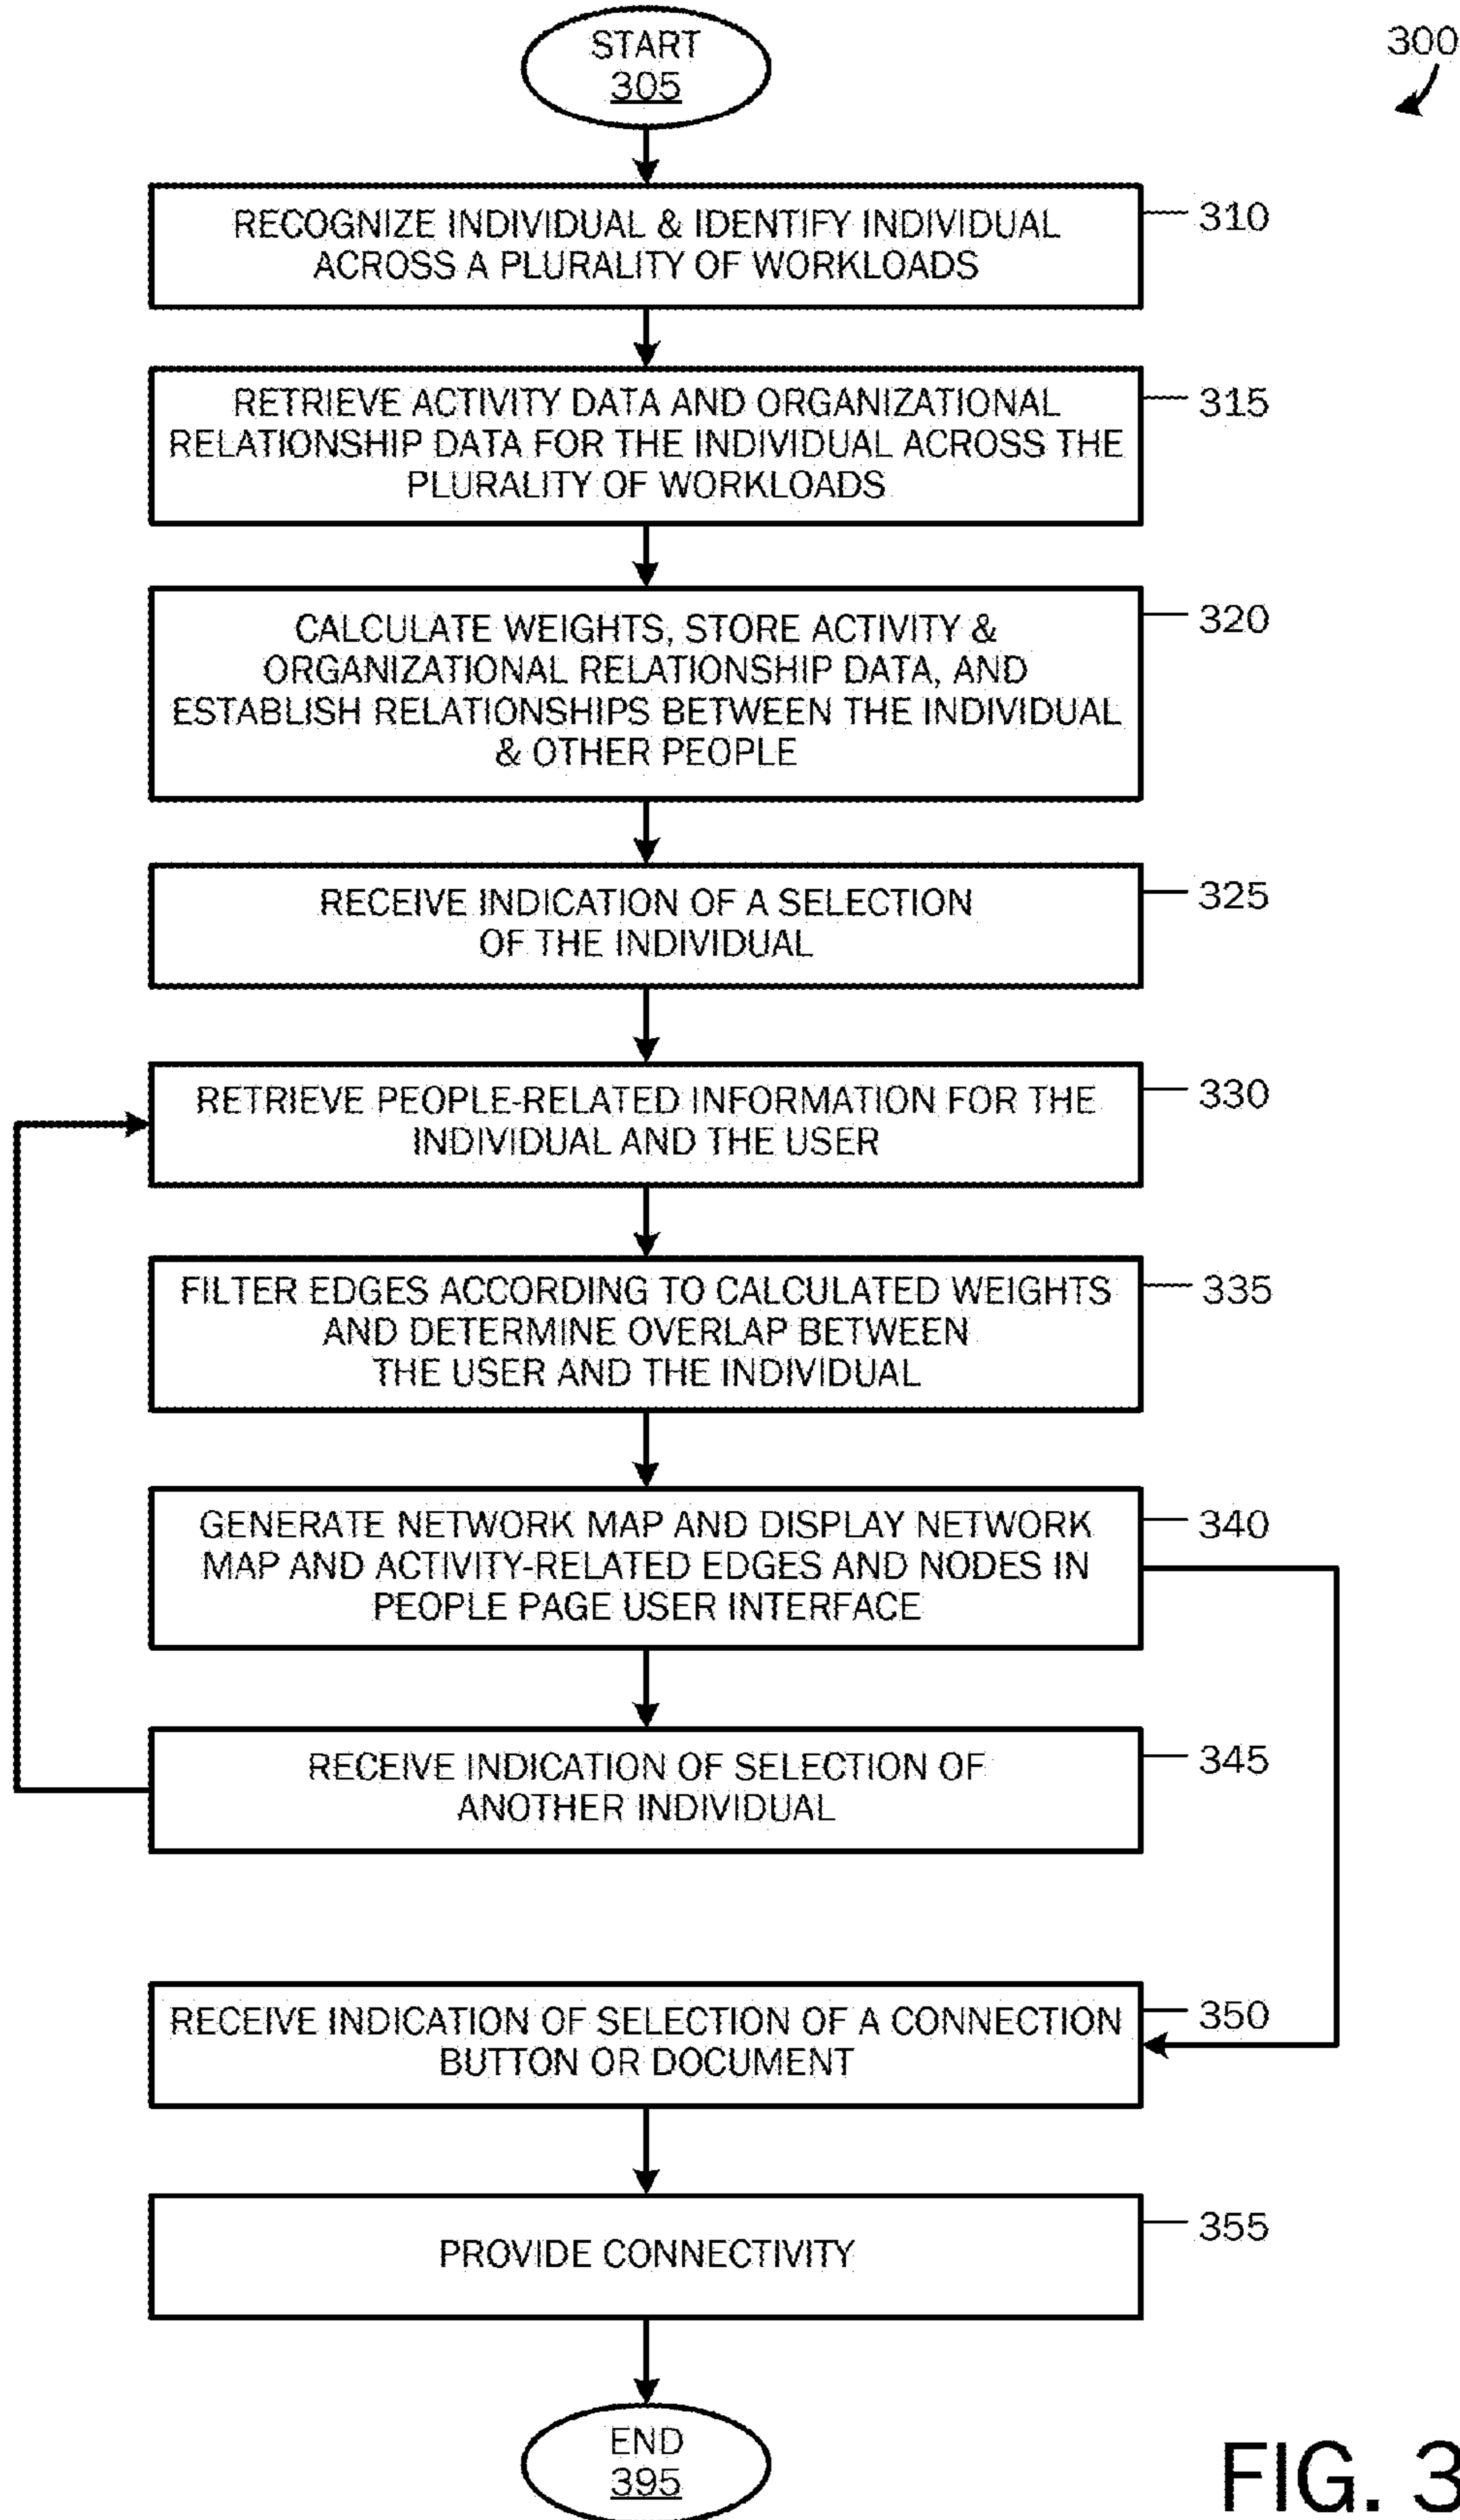 START
305
300
RECOGNIZE INDIVIDUAL & IDENTIFY INDIVIDUAL
ACROSS A PLURALITY OF WORKLOADS
310
RETRIEVE ACTIVITY DATA AND ORGANIZATIONAL
RELATIONSHIP DATA FOR THE INDIVIDUAL ACROSS THE
PLURALITY OF WORKLOADS
315
CALCULATE WEIGHTS, STORE ACTIVITY &
ORGANIZATIONAL RELATIONSHIP DATA, AND
ESTABLISH RELATIONSHIPS BETWEEN THE INDIVIDUAL
& OTHER PEOPLE
320
RECEIVE INDICATION OF A SELECTION
OF THE INDIVIDUAL
325
RETRIEVE PEOPLE-RELATED INFORMATION FOR THE
INDIVIDUAL AND THE USER
330
FILTER EDGES ACCORDING TO CALCULATED WEIGHTS
AND DETERMINE OVERLAP BETWEEN
THE USER AND THE INDIVIDUAL
335
GENERATE NETWORK MAP AND DISPLAY NETWORK
MAP AND ACTIVITY-RELATED EDGES AND NODES IN
PEOPLE PAGE USER INTERFACE
340
RECEIVE INDICATION OF SELECTION OF
ANOTHER INDIVIDUAL
345
RECEIVE INDICATION OF SELECTION OF A CONNECTION
BUTTON OR DOCUMENT
350
PROVIDE CONNECTIVITY
355
END
395
FIG. 3